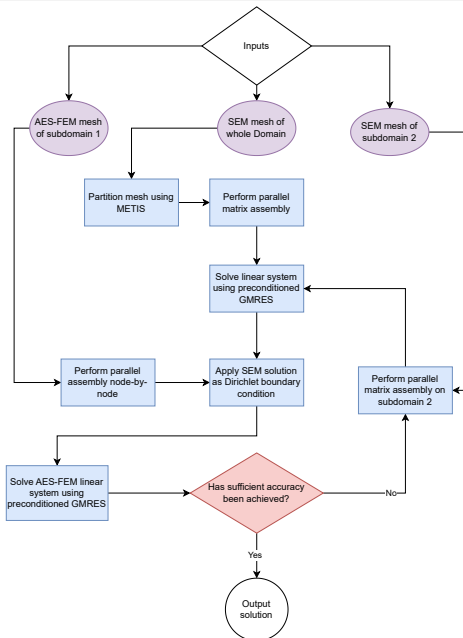 Inputs
AES-FEM mesh
of subdomain 1
SEM mesh of
whole Domain
SEM mesh of
subdomain 2
Partition mesh using
METIS
Perform parallel
matrix assembly
Solve linear system
using preconditioned
GMRES
Perform parallel
assembly node-by-
node
Apply SEM solution
as Dirichlet boundary
condition
Perform parallel
matrix assembly on
subdomain 2
Solve AES-FEM linear
system using
preconditioned GMRES
Has sufficient accuracy
been achieved?
No
Yes
Output
solution